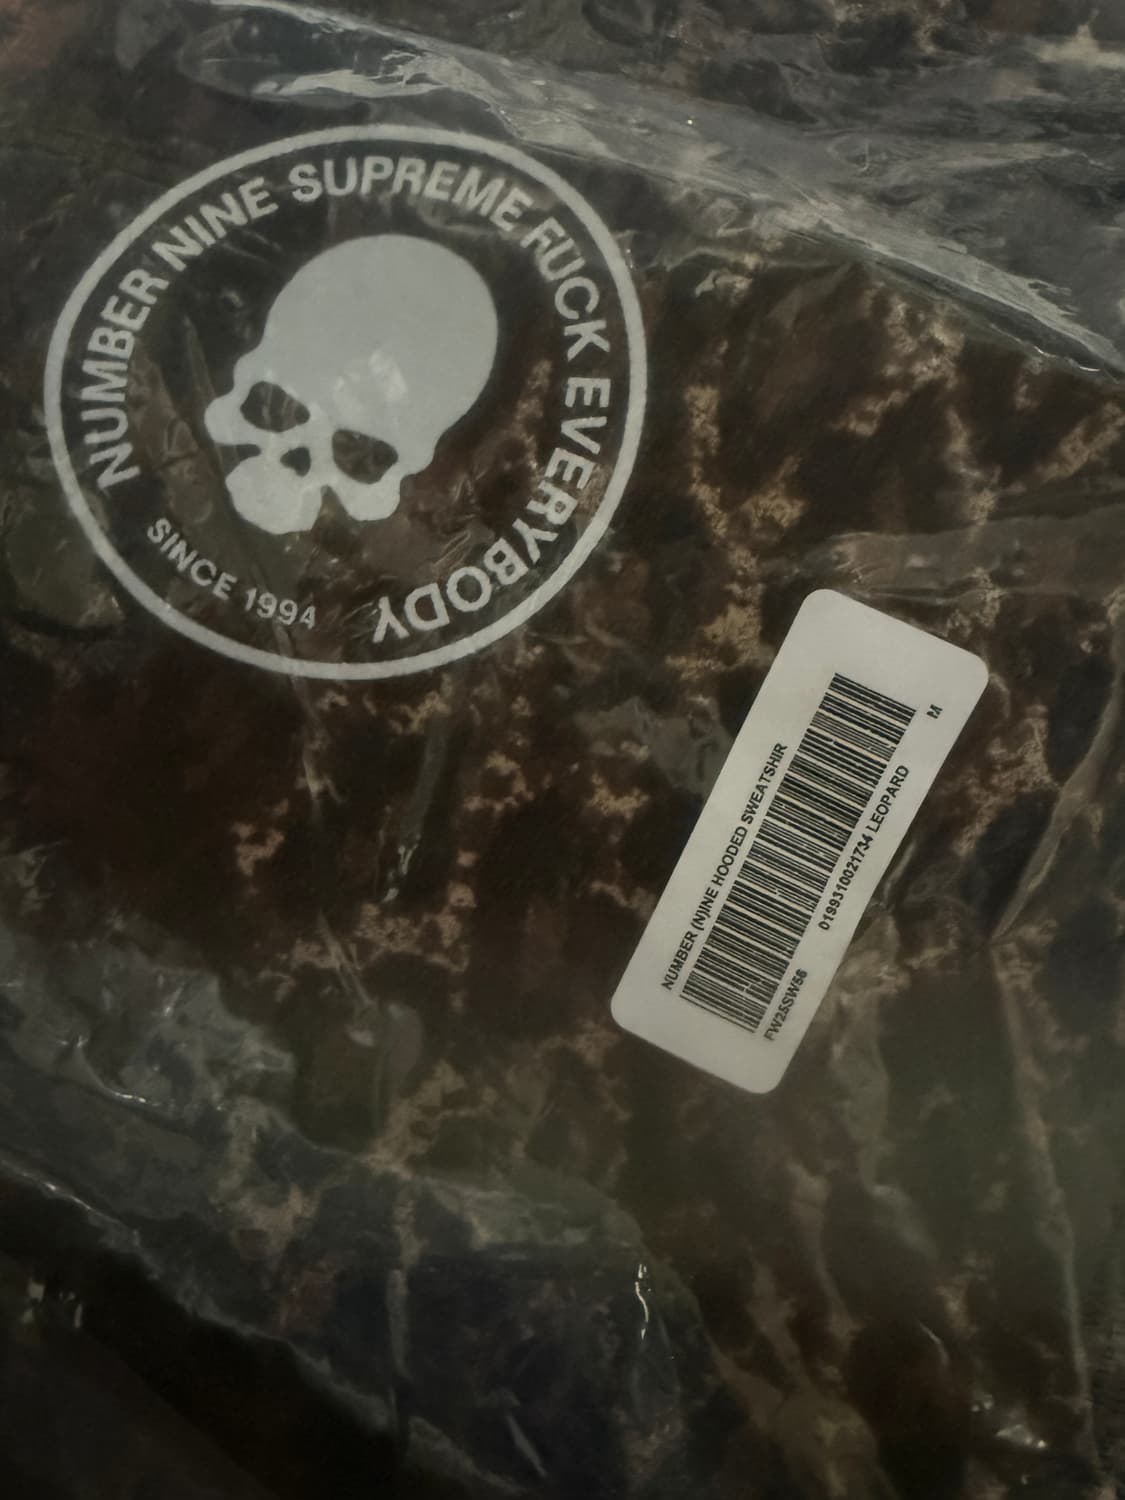 NUMBER NINE SUPREME FUCK EVERYBODY
SINCE 1994
NUMBER (N)INE HOODED SWEATSHIR
M
0199310021734 LEOPARD
FW25SW56